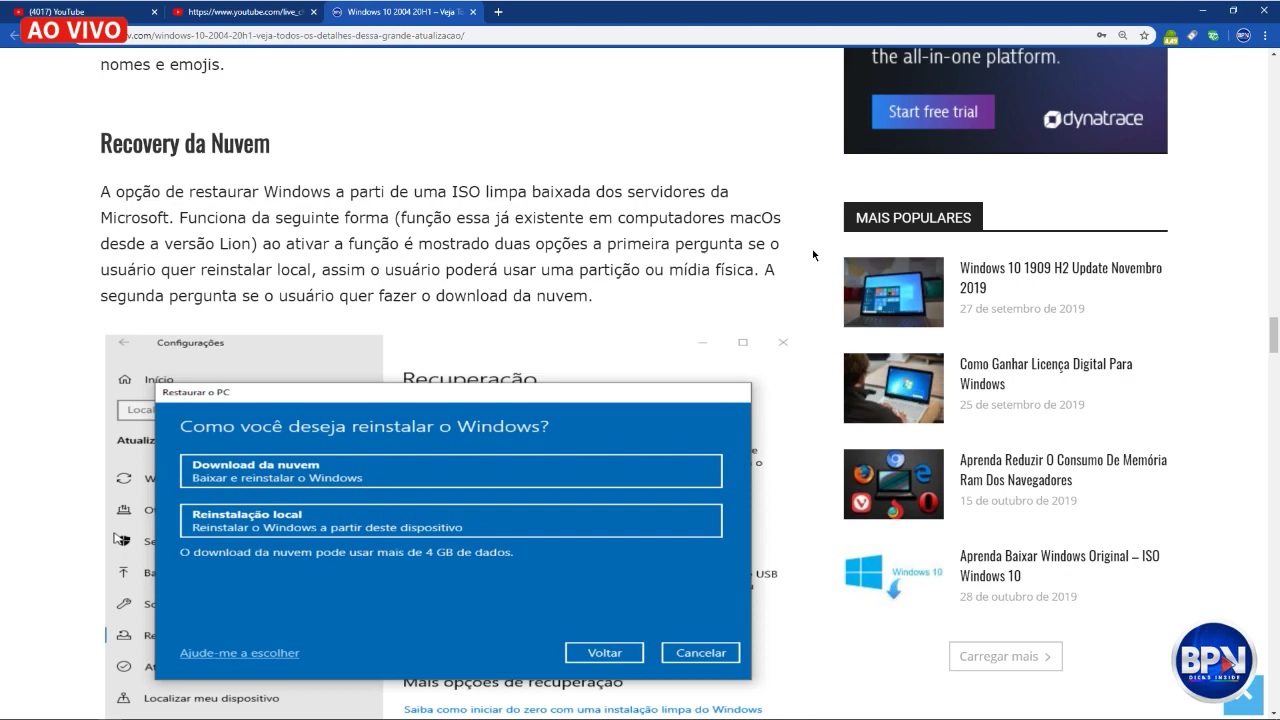 (4017) YouTube
https://www.youtube.com/live_c
Windows 10 2004 20H1 – Veja To
AO VIVO
v.com/windows-10-2004-20h1-veja-todos-os-detalhes-dessa-grande-atualizacao/
nomes e emojis.
Recovery da Nuvem
A opção de restaurar Windows a parti de uma ISO limpa baixada dos servidores da
Microsoft. Funciona da seguinte forma (função essa já existente em computadores macOs
desde a versão Lion) ao ativar a função é mostrado duas opções a primeira pergunta se o
usuário quer reinstalar local, assim o usuário poderá usar uma partição ou mídia física. A
segunda pergunta se o usuário quer fazer o download da nuvem.
Configurações
Início
Recuperação
Restaurar o PC
Local
Como você deseja reinstalar o Windows?
Atualiz
Download da nuvem
Baixar e reinstalar o Windows
Reinstalação local
Reinstalar o Windows a partir deste dispositivo
O download da nuvem pode usar mais de 4 GB de dados.
USB
Ajude-me a escolher
Voltar
Cancelar
Mais opções de recuperação
Localizar meu dispositivo
Saiba como iniciar do zero com uma instalação limpa do Windows
the all-in-one platform.
Start free trial
dynatrace
MAIS POPULARES
Windows 10 1909 H2 Update Novembro
2019
27 de setembro de 2019
Como Ganhar Licença Digital Para
Windows
25 de setembro de 2019
Aprenda Reduzir O Consumo De Memória
Ram Dos Navegadores
15 de outubro de 2019
Windows 10
Aprenda Baixar Windows Original – ISO
Windows 10
28 de outubro de 2019
Carregar mais
BPV
DICAS INSIDE